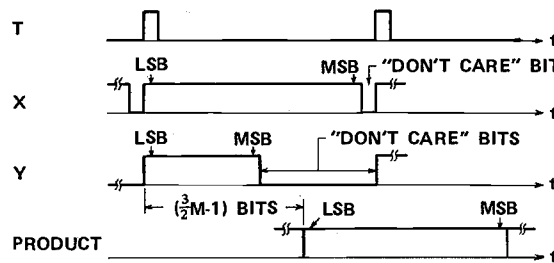 T
t
LSB
MSB
"DON'T CARE" BIT
X
t
LSB
MSB
"DON'T CARE" BITS
Y
t
(3/2M-1) BITS
LSB
MSB
PRODUCT
t